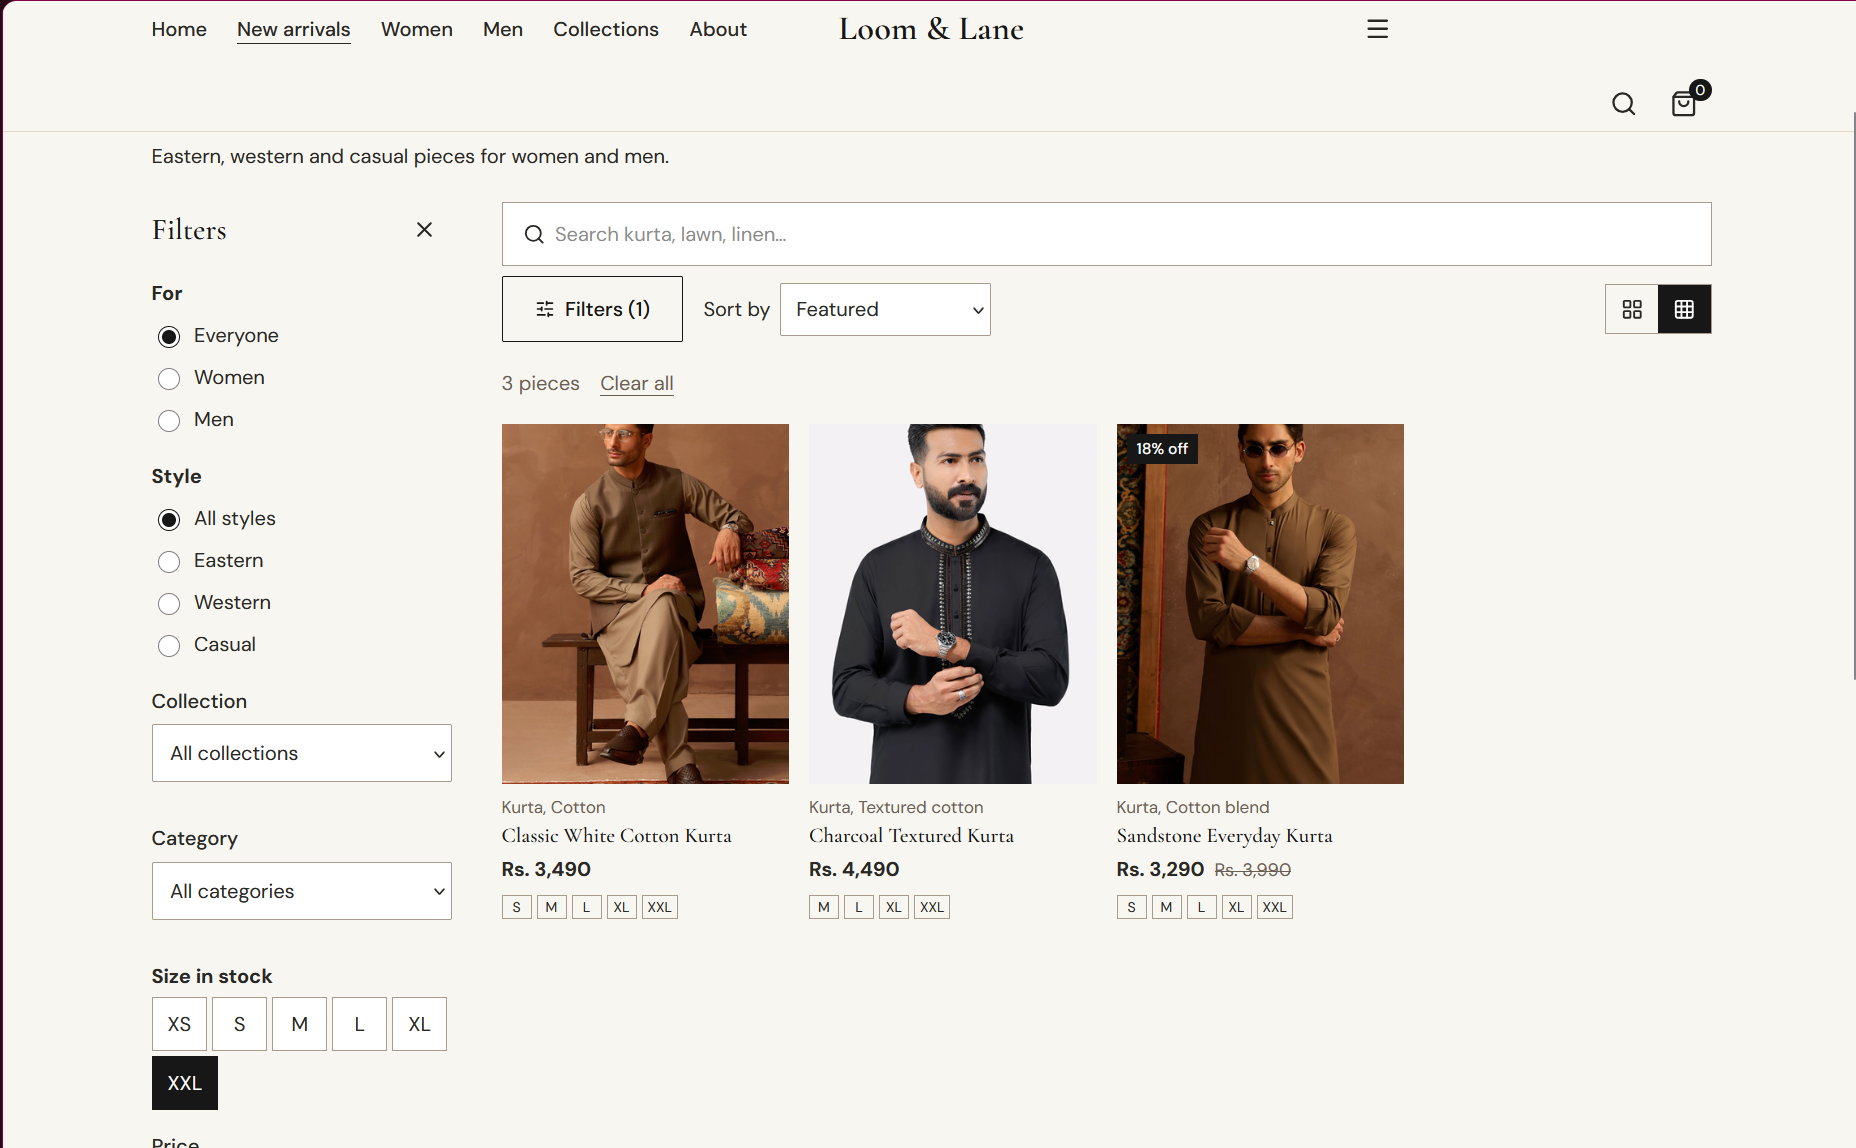 Home New arrivals Women Men Collections About Loom & Lane
0
Eastern, western and casual pieces for women and men.
Filters
For
Everyone
Women
Men
Style
All styles
Eastern
Western
Casual
Collection
All collections
Category
All categories
Size in stock
XS S M L XL
XXL
Price
Search kurta, lawn, linen...
Filters (1) Sort by Featured
3 pieces Clear all
Kurta, Cotton
Classic White Cotton Kurta
Rs. 3,490
S M L XL XXL
Kurta, Textured cotton
Charcoal Textured Kurta
Rs. 4,490
M L XL XXL
18% off
Kurta, Cotton blend
Sandstone Everyday Kurta
Rs. 3,290 Rs. 3,990
S M L XL XXL